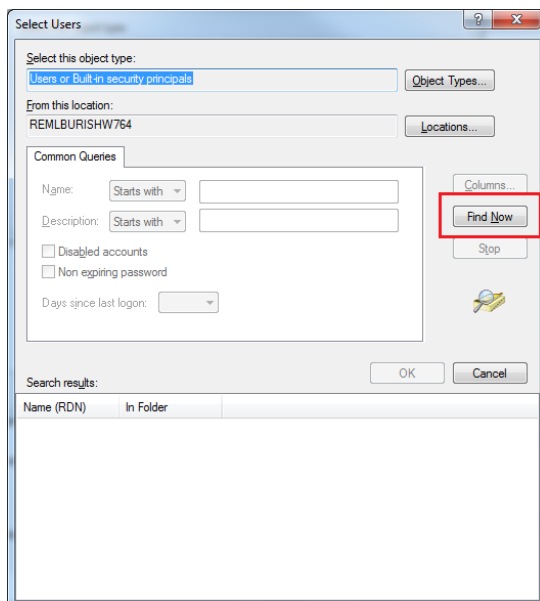 Select Users
Select this object type:
Users or Built-in security principals
Object Types...
From this location:
REMLBURISHW764
Locations...
Common Queries
Name:
Starts with
Description:
Starts with
Disabled accounts
Non expiring password
Days since last logon:
Columns...
Find Now
Stop
OK
Cancel
Search results:
Name (RDN) In Folder